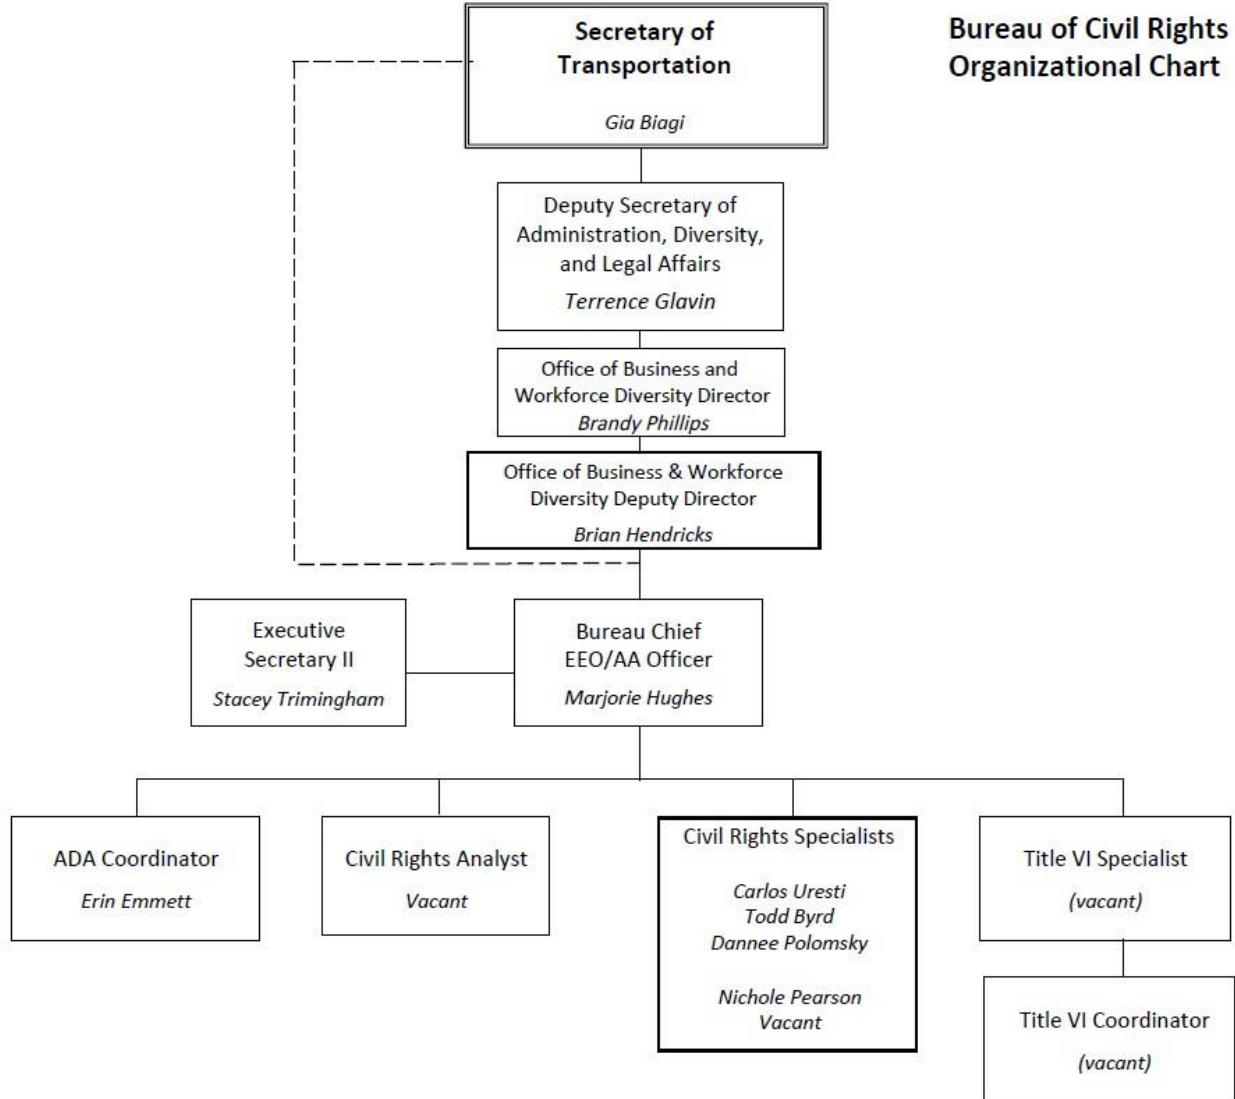 Bureau of Civil Rights
Organizational Chart
Secretary of
Transportation
Gia Biagi
Deputy Secretary of
Administration, Diversity,
and Legal Affairs
Terrence Glavin
Office of Business and
Workforce Diversity Director
Brandy Phillips
Office of Business & Workforce
Diversity Deputy Director
Brian Hendricks
Executive
Secretary II
Stacey Trimingham
Bureau Chief
EEO/AA Officer
Marjorie Hughes
ADA Coordinator
Erin Emmett
Civil Rights Analyst
Vacant
Civil Rights Specialists
Carlos Uresti
Todd Byrd
Dannee Polomsky
Nichole Pearson
Vacant
Title VI Specialist
(vacant)
Title VI Coordinator
(vacant)